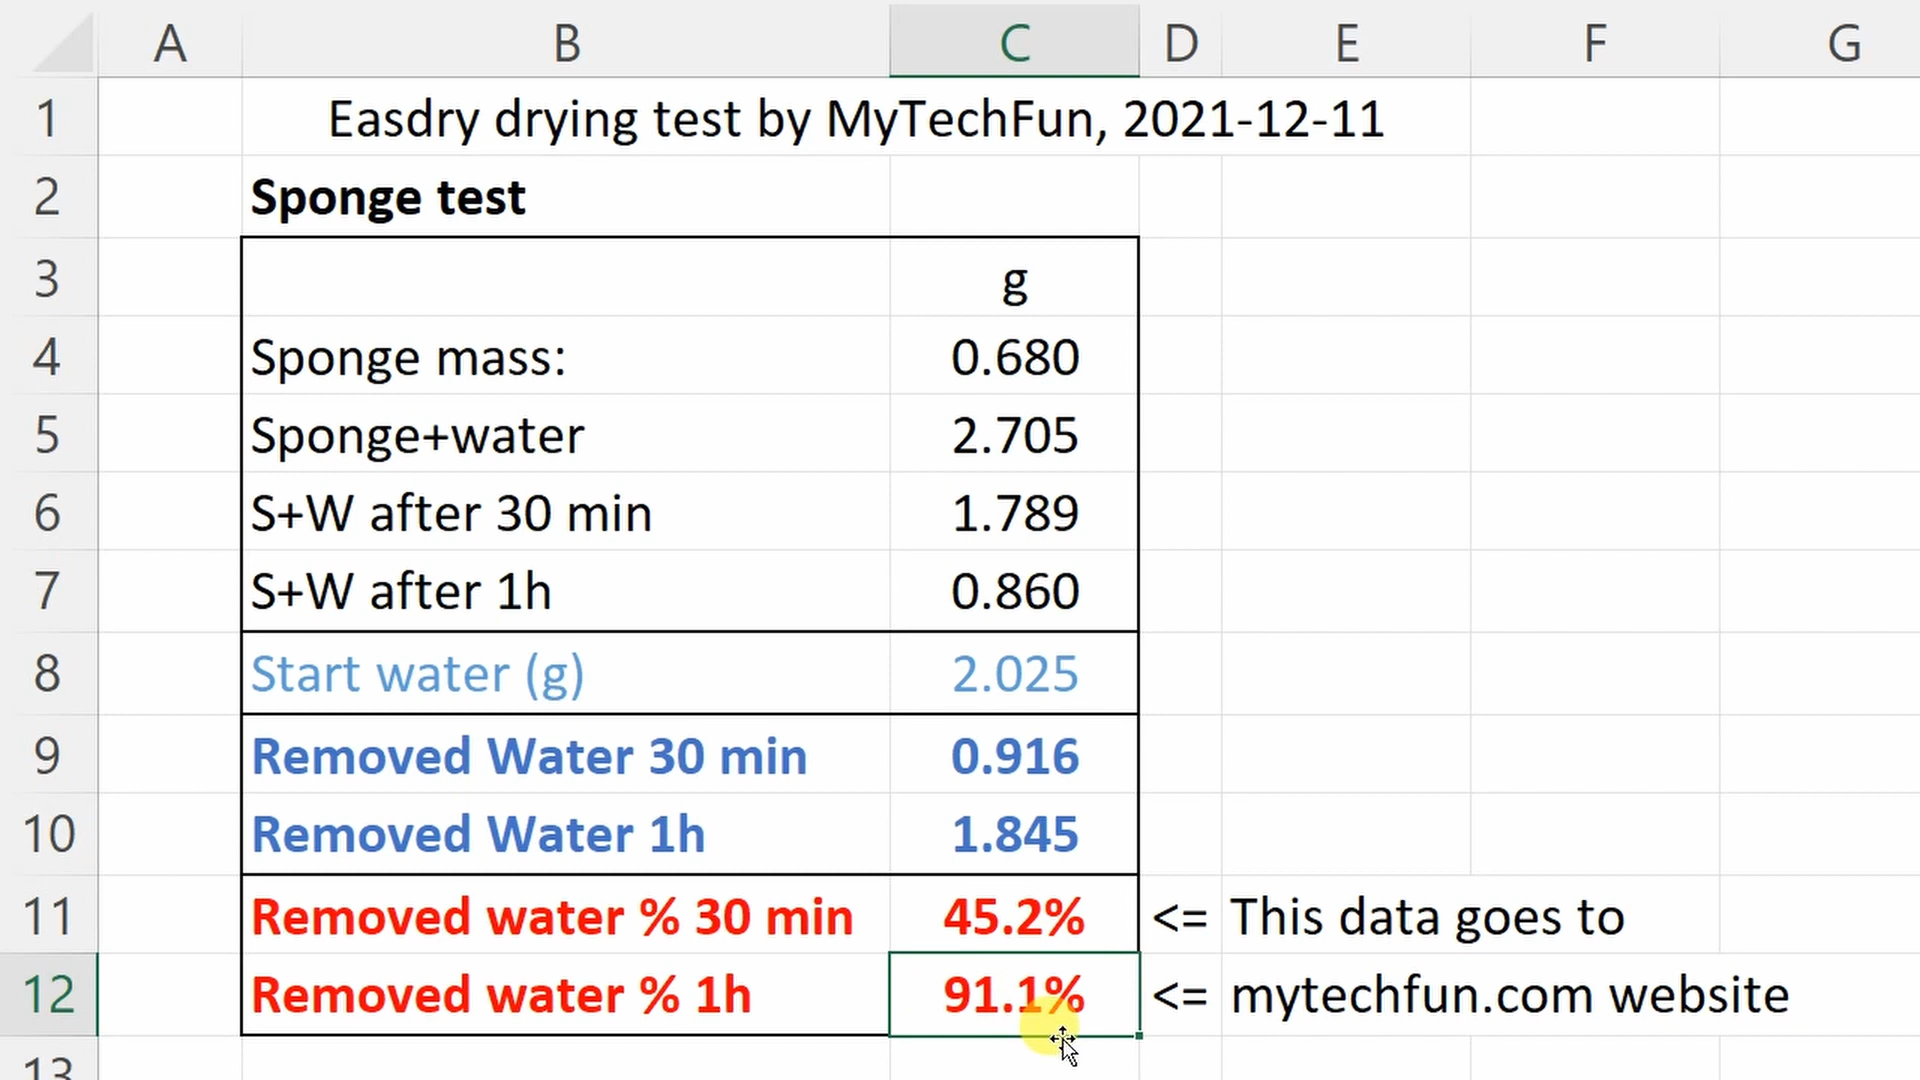 A B C D E F G
1 Easdry drying test by MyTechFun, 2021-12-11
2 Sponge test
3 g
4 Sponge mass: 0.680
5 Sponge+water 2.705
6 S+W after 30 min 1.789
7 S+W after 1h 0.860
8 Start water (g) 2.025
9 Removed Water 30 min 0.916
10 Removed Water 1h 1.845
11 Removed water % 30 min 45.2% <= This data goes to
12 Removed water % 1h 91.1% <= mytechfun.com website
13